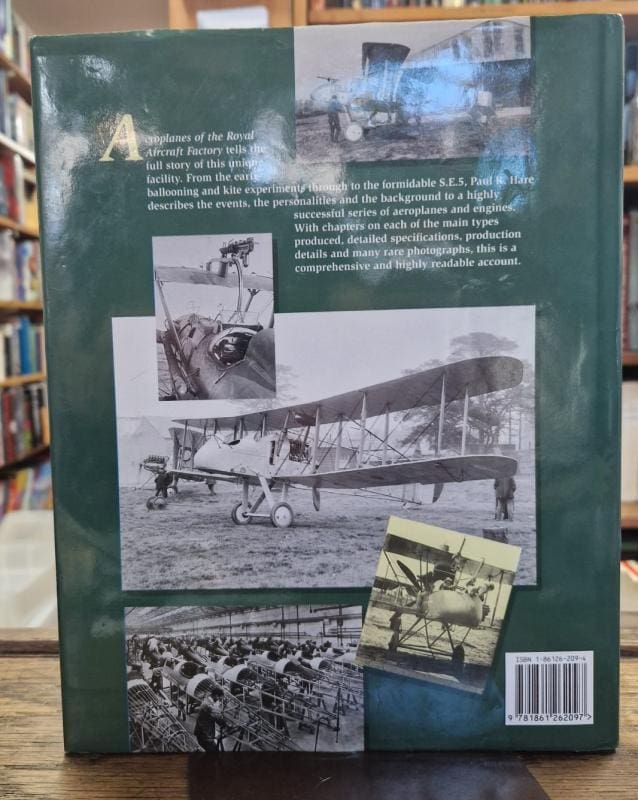 Aeroplanes of the Royal
Aircraft Factory tells the
full story of this unique
facility. From the early
ballooning and kite experiments through to the formidable S.E.5, Paul R. Hare
describes the events, the personalities and the background to a highly
successful series of aeroplanes and engines.
With chapters on each of the main types
produced, detailed specifications, production
details and many rare photographs, this is a
comprehensive and highly readable account.
ISBN 1-86126-209-4
9 781861 262097>